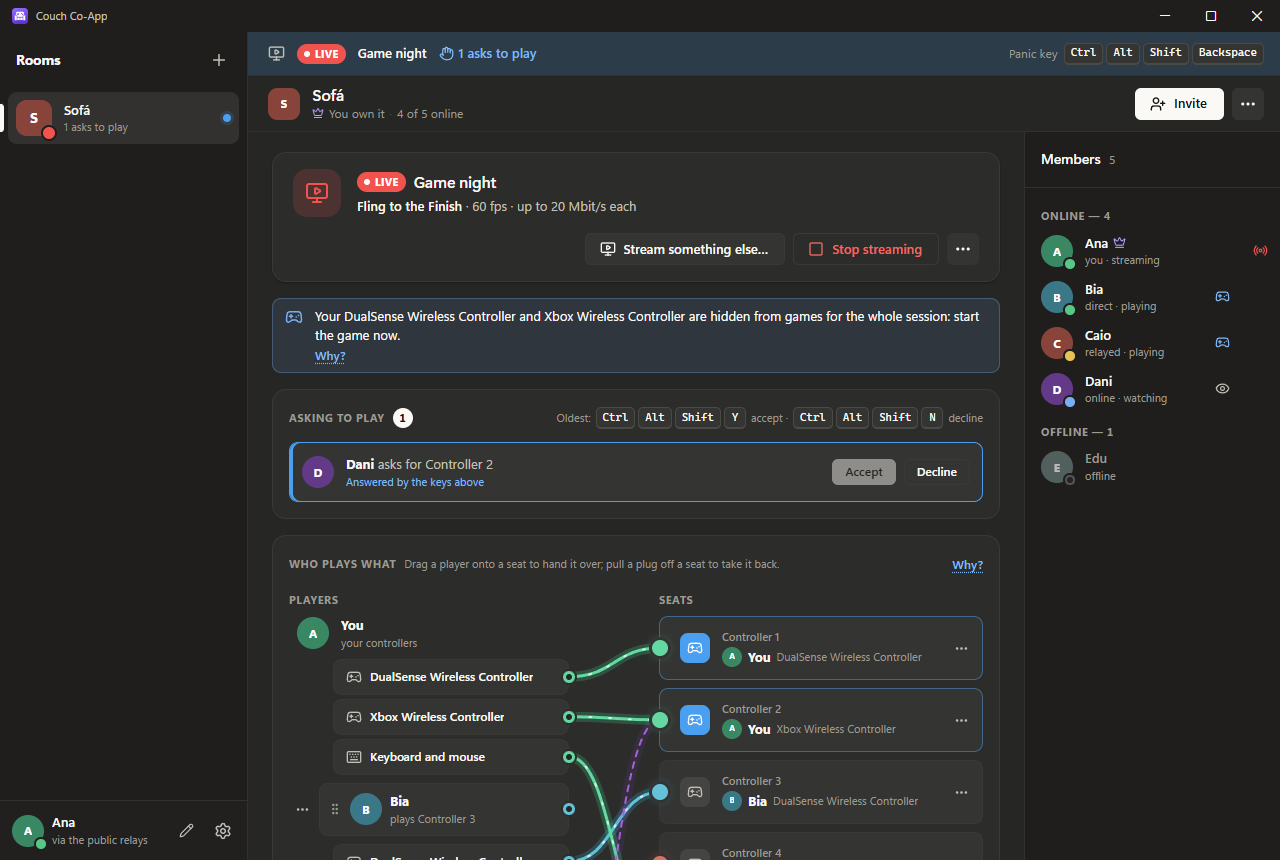 Couch Co-App
Rooms
S
Sofá
1 asks to play
A
Ana
via the public relays
LIVE
Game night
1 asks to play
Panic key
Ctrl
Alt
Shift
Backspace
S
Sofá
You own it · 4 of 5 online
Invite
LIVE
Game night
Fling to the Finish · 60 fps · up to 20 Mbit/s each
Stream something else...
Stop streaming
Your DualSense Wireless Controller and Xbox Wireless Controller are hidden from games for the whole session: start
the game now.
Why?
ASKING TO PLAY 1
Oldest: Ctrl Alt Shift Y accept · Ctrl Alt Shift N decline
D
Dani asks for Controller 2
Answered by the keys above
Accept
Decline
WHO PLAYS WHAT Drag a player onto a seat to hand it over; pull a plug off a seat to take it back.
Why?
PLAYERS
A
You
your controllers
DualSense Wireless Controller
Xbox Wireless Controller
Keyboard and mouse
B
Bia
plays Controller 3
DualSense Wireless Controller
SEATS
Controller 1
A You DualSense Wireless Controller
Controller 2
A You Xbox Wireless Controller
Controller 3
B Bia DualSense Wireless Controller
Controller 4
Members 5
ONLINE — 4
A
Ana
you · streaming
B
Bia
direct · playing
C
Caio
relayed · playing
D
Dani
online · watching
OFFLINE — 1
E
Edu
offline